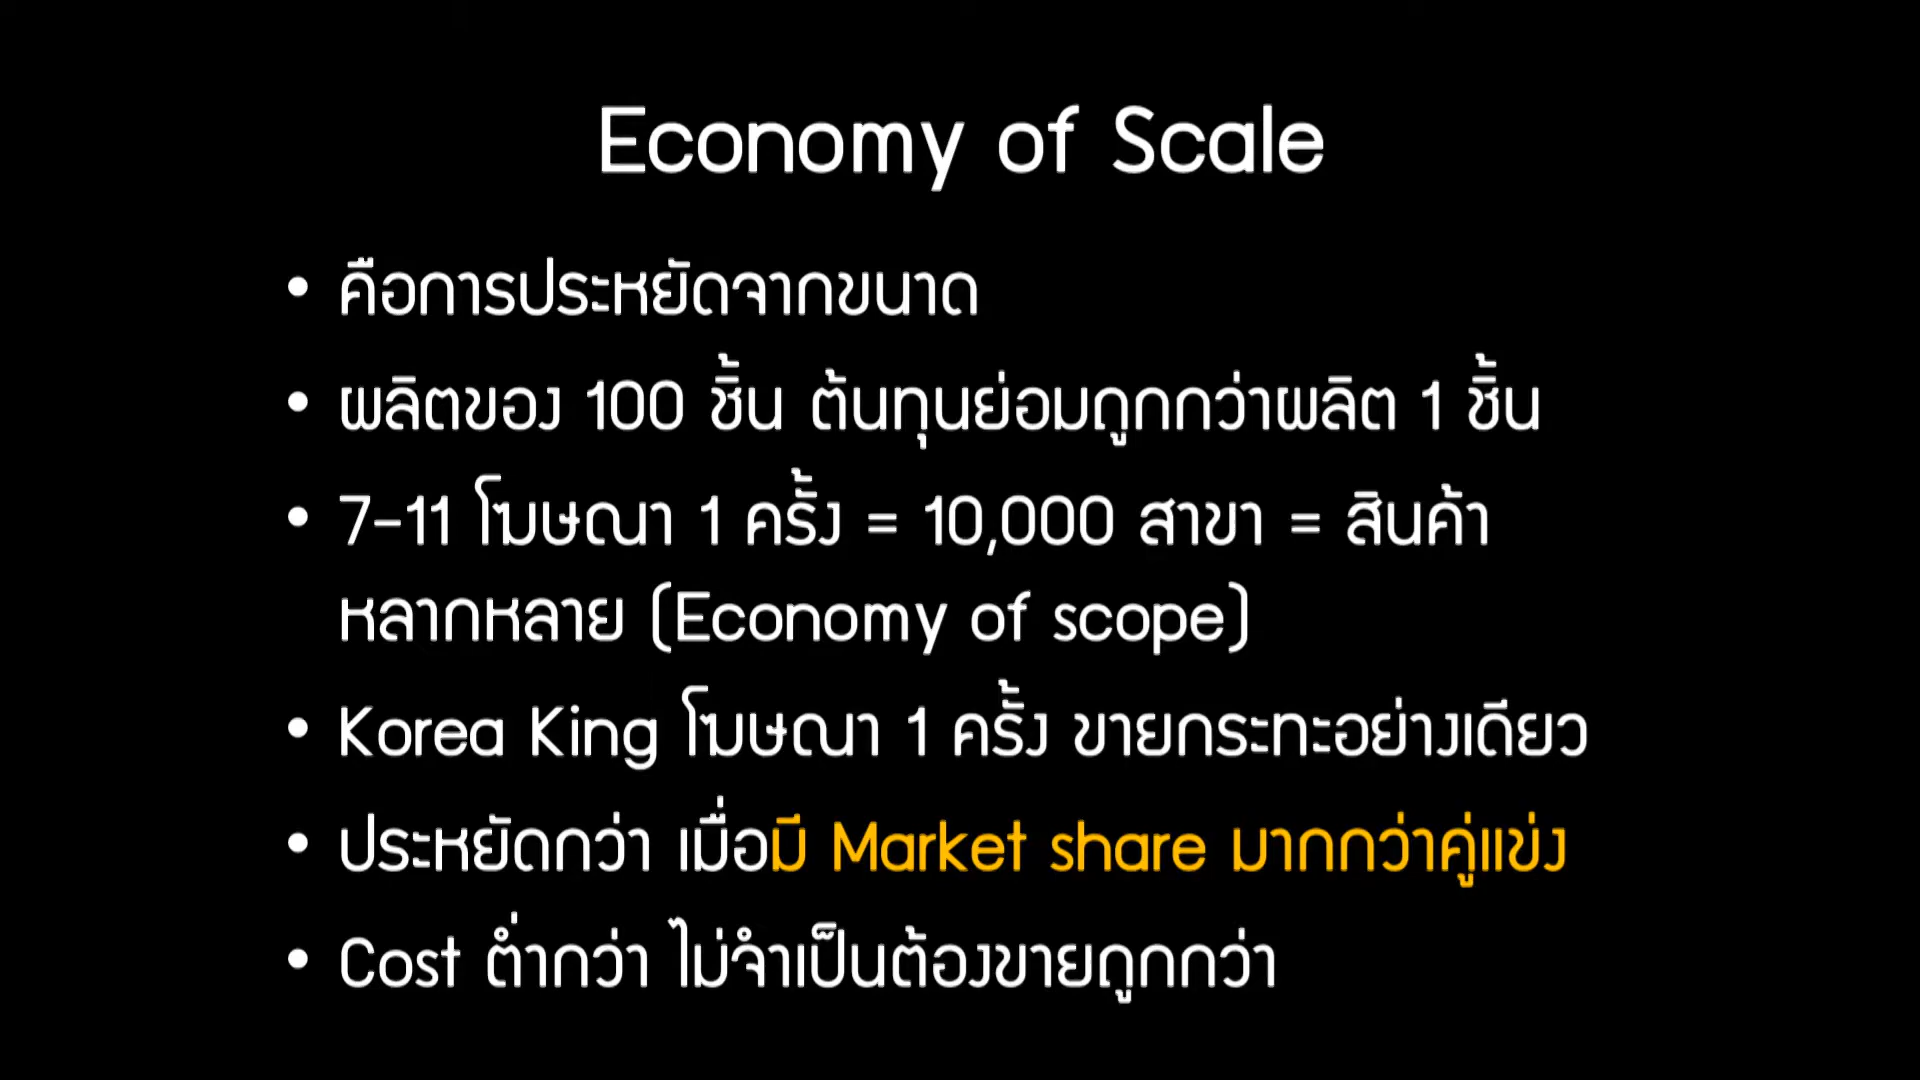 Economy of Scale
• คือการประหยัดจากขนาด
• ผลิตของ 100 ชิ้น ต้นทุนย่อมถูกกว่าผลิต 1 ชิ้น
• 7-11 โฆษณา 1 ครั้ง = 10,000 สาขา = สินค้า
หลากหลาย (Economy of scope)
• Korea King โฆษณา 1 ครั้ง ขายกระทะอย่างเดียว
• ประหยัดกว่า เมื่อมี Market share มากกว่าคู่แข่ง
• Cost ต่ำกว่า ไม่จำเป็นต้องขายถูกกว่า